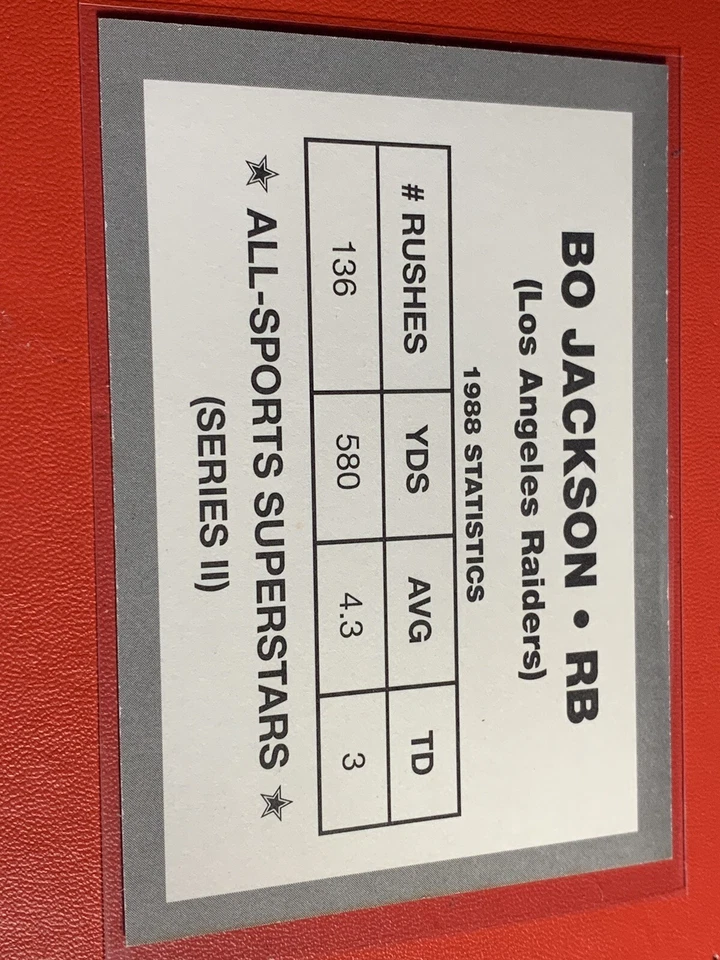 BO JACKSON • RB
(Los Angeles Raiders)
1988 STATISTICS
# RUSHES YDS AVG TD
136 580 4.3 3
ALL-SPORTS SUPERSTARS
(SERIES II)